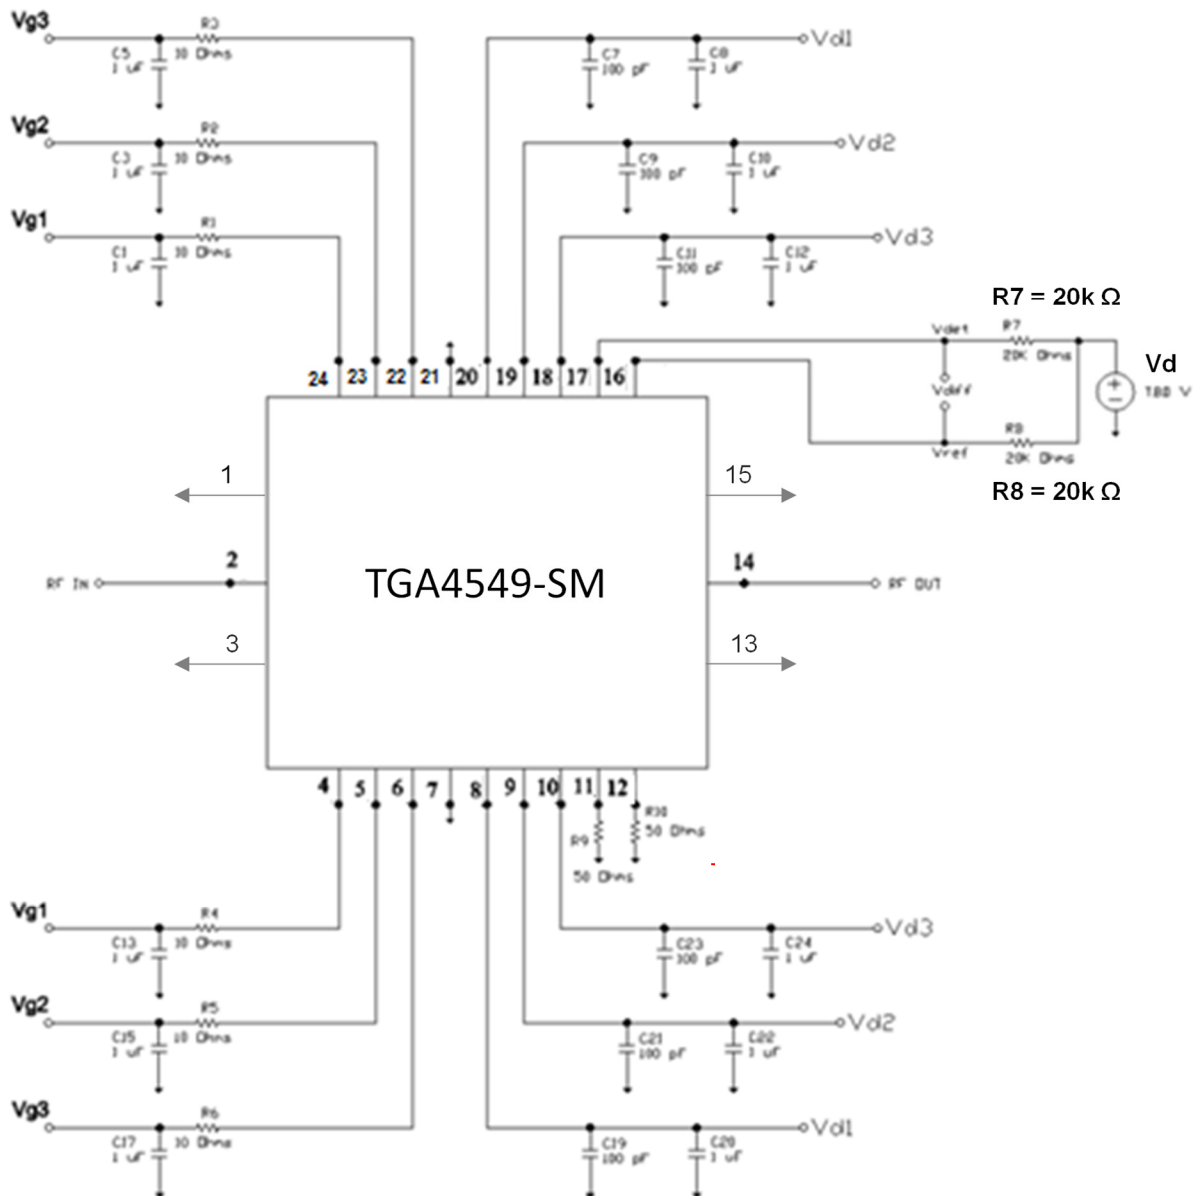 Vg3
R3
C5
10 Ohms
1 uF
Vg2
R2
C3
10 Ohms
1 uF
Vg1
R1
C1
10 Ohms
1 uF
C7
100 pF
C8
1 uF
Vd1
C9
100 pF
C10
1 uF
Vd2
C11
100 pF
C12
1 uF
Vd3
R7 = 20k Ω
Vdet
R7
20K Ohms
Vdiff
Vd
R8
Vref
20K Ohms
R8 = 20k Ω
24 23 22 21 20 19 18 17 16
1
15
2
14
RF IN
TGA4549-SM
RF OUT
3
13
4 5 6 7 8 9 10 11 12
R10
50 Ohms
R9
50 Ohms
Vg1
R4
C13
10 Ohms
1 uF
Vg2
R5
C15
10 Ohms
1 uF
Vg3
R6
C17
10 Ohms
1 uF
C23
100 pF
C24
1 uF
Vd3
C21
100 pF
C22
1 uF
Vd2
C19
100 pF
C20
1 uF
Vd1